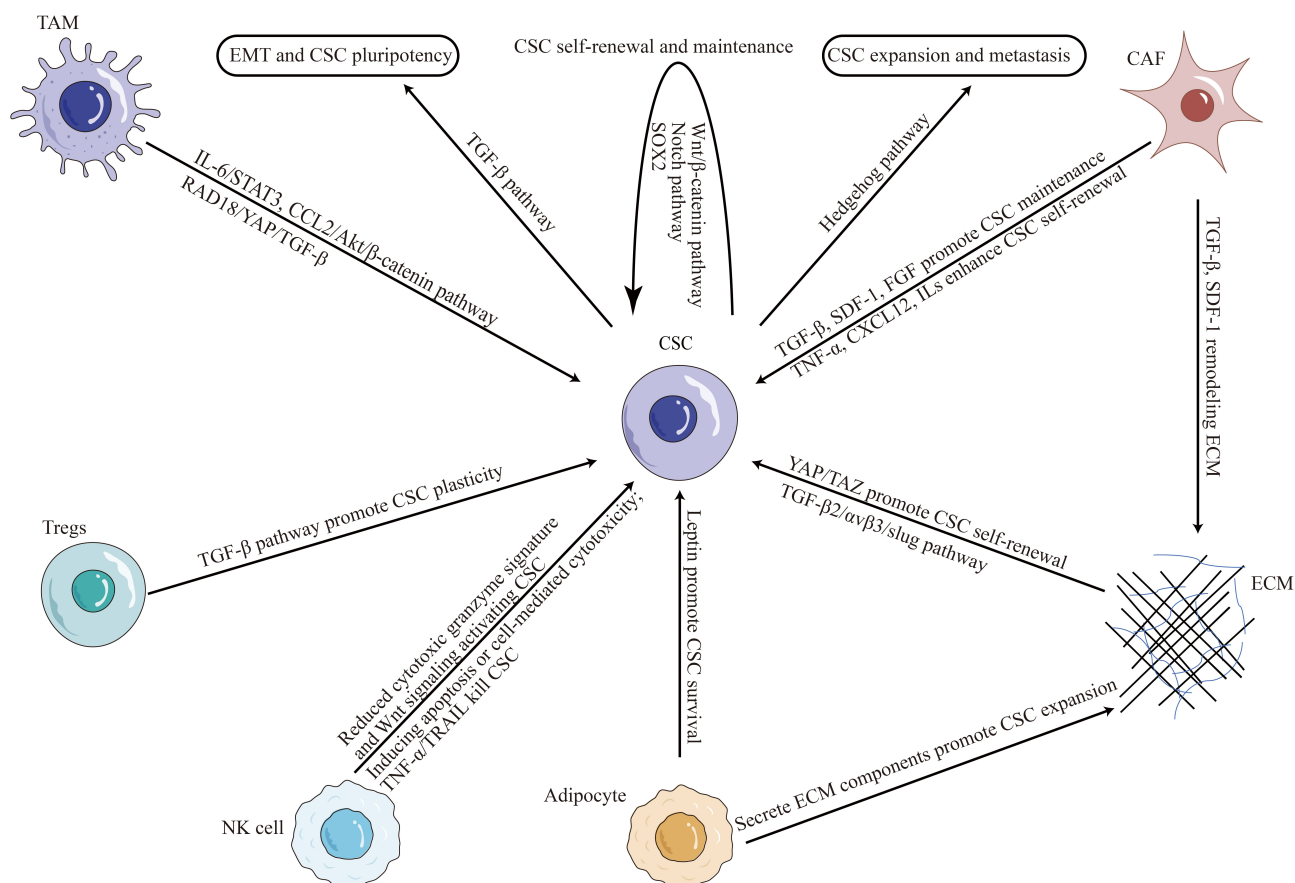 TAM
EMT and CSC pluripotency
CSC self-renewal and maintenance
CSC expansion and metastasis
CAF
IL-6/STAT3, CCL2/Akt/β-catenin pathway
RAD18/YAP/TGF-β
TGF-β pathway
Wnt/β-catenin pathway
Notch pathway
SOX2
Hedgehog pathway
TGF-β, SDF-1, FGF promote CSC maintenance
TNF-α, CXCL12, ILs enhance CSC self-renewal
TGF-β, SDF-1 remodeling ECM
CSC
YAP/TAZ promote CSC self-renewal
TGF-β2/αvβ3/slug pathway
Tregs
TGF-β pathway promote CSC plasticity
Reduced cytotoxic granzyme signature
and Wnt signaling activating CSC
Inducing apoptosis or cell-mediated cytotoxicity;
TNF-α/TRAIL kill CSC
Leptin promote CSC survival
ECM
Secrete ECM components promote CSC expansion
Adipocyte
NK cell